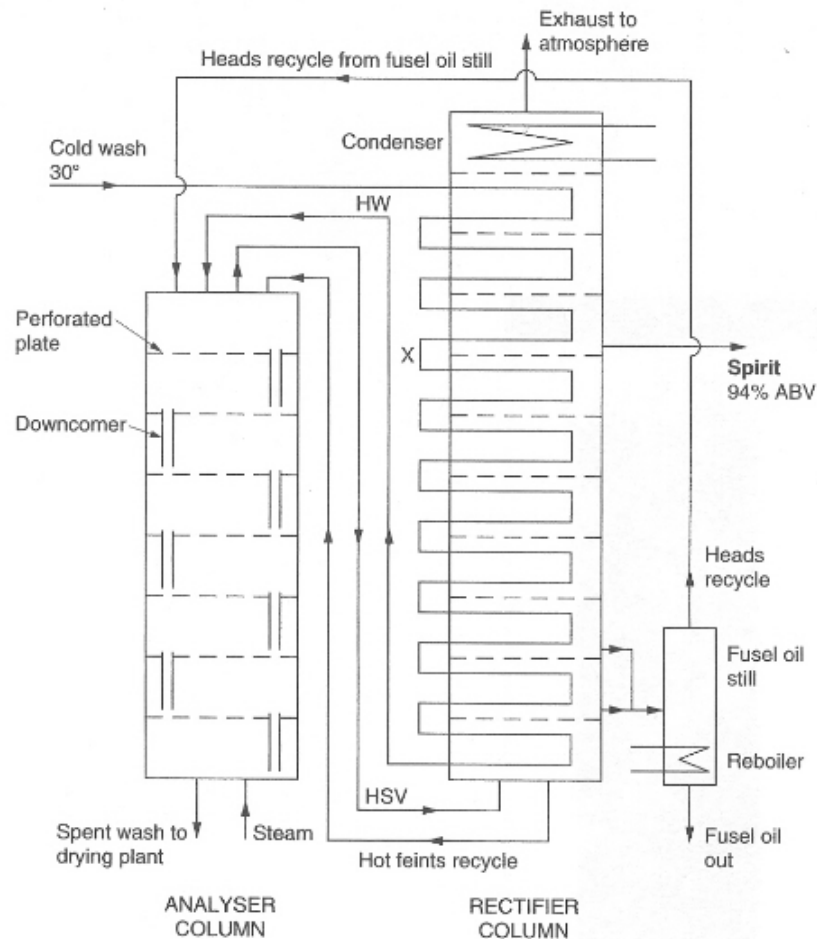 Exhaust to
atmosphere
Heads recycle from fusel oil still
Condenser
Cold wash
30°
HW
Perforated
plate
X
Spirit
94% ABV
Downcomer
Heads
recycle
Fusel oil
still
Reboiler
HSV
Spent wash to
drying plant
Steam
Hot feints recycle
Fusel oil
out
ANALYSER
COLUMN
RECTIFIER
COLUMN